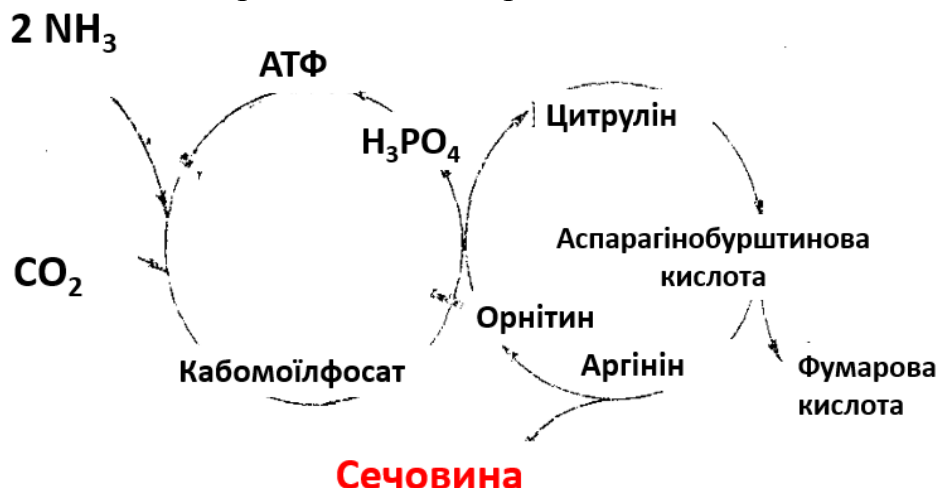 2 NH₃
АТФ
Цитрулін
H₃PO₄
Аспарагінобурштинова
кислота
CO₂
Орнітин
Кабомоїлфосат
Аргінін
Фумарова
кислота
Сечовина